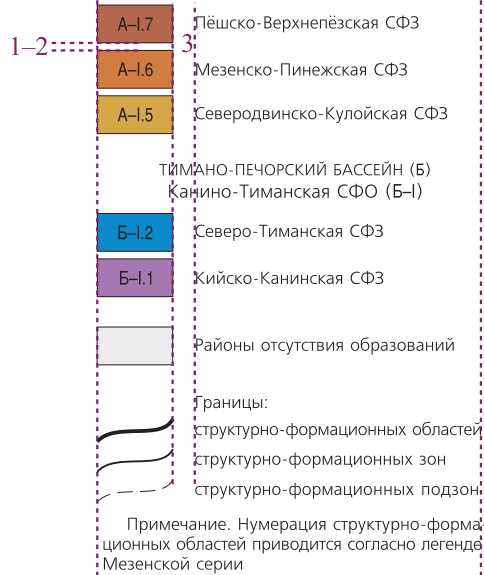 А–I.7 Пёшско-Верхнепёзская СФЗ
1–2 3
А–I.6 Мезенско-Пинежская СФЗ
А–I.5 Северодвинско-Кулойская СФЗ
ТИМАНО-ПЕЧОРСКИЙ БАССЕЙН (Б)
Канино-Тиманская СФО (Б–I)
Б–I.2 Северо-Тиманская СФЗ
Б–I.1 Кийско-Канинская СФЗ
Районы отсутствия образований
Границы:
структурно-формационных областей
структурно-формационных зон
структурно-формационных подзон
Примечание. Нумерация структурно-форма-
ционных областей приводится согласно легенде
Мезенской серии